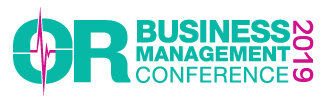 OR BUSINESS
MANAGEMENT
CONFERENCE
2019